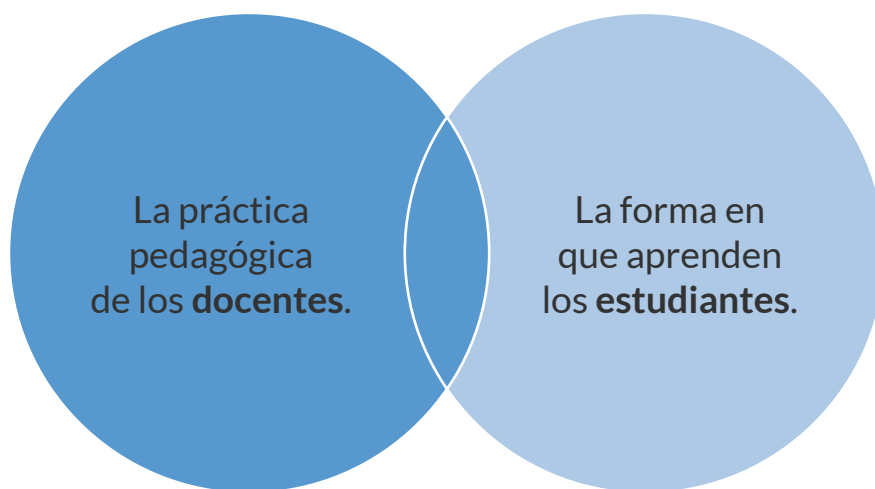 La práctica
pedagógica
de los docentes.
La forma en
que aprenden
los estudiantes.